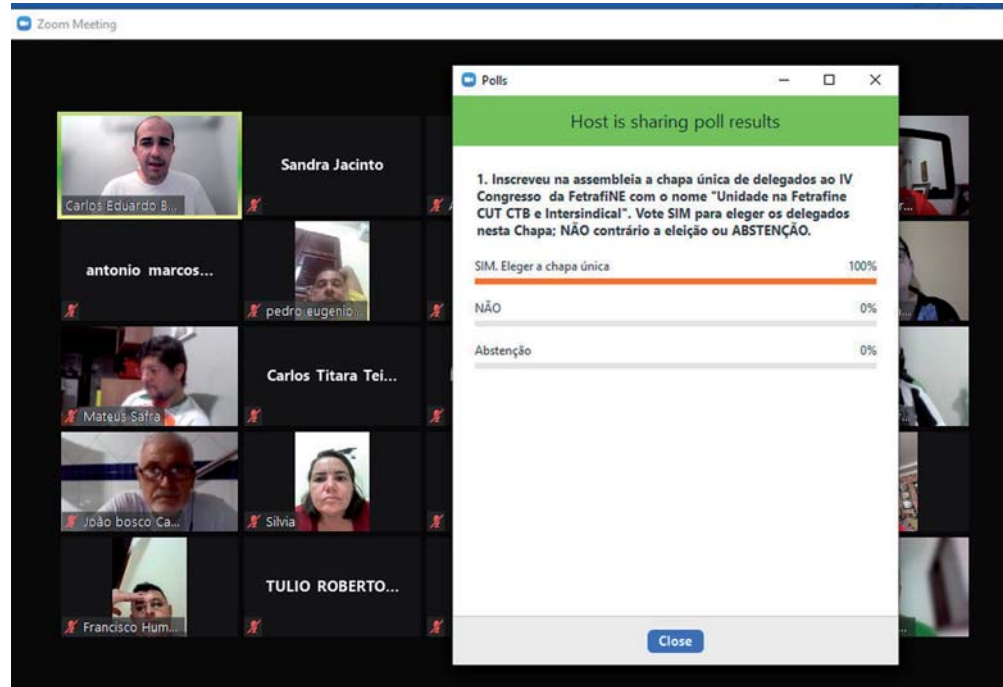 Zoom Meeting
Polls
Host is sharing poll results
1. Inscreveu na assembleia a chapa única de delegados ao IV
Congresso da FetrafiNE com o nome "Unidade na Fetrafine
CUT CTB e Intersindical". Vote SIM para eleger os delegados
nesta Chapa; NÃO contrário a eleição ou ABSTENÇÃO.
SIM. Eleger a chapa única 100%
NÃO 0%
Abstenção 0%
Close
Carlos Eduardo B...
Sandra Jacinto
antonio marcos...
pedro eugenio...
Mateus Safra
Carlos Titara Tei...
João bosco Ca...
Silvia
Francisco Hum...
TULIO ROBERTO...